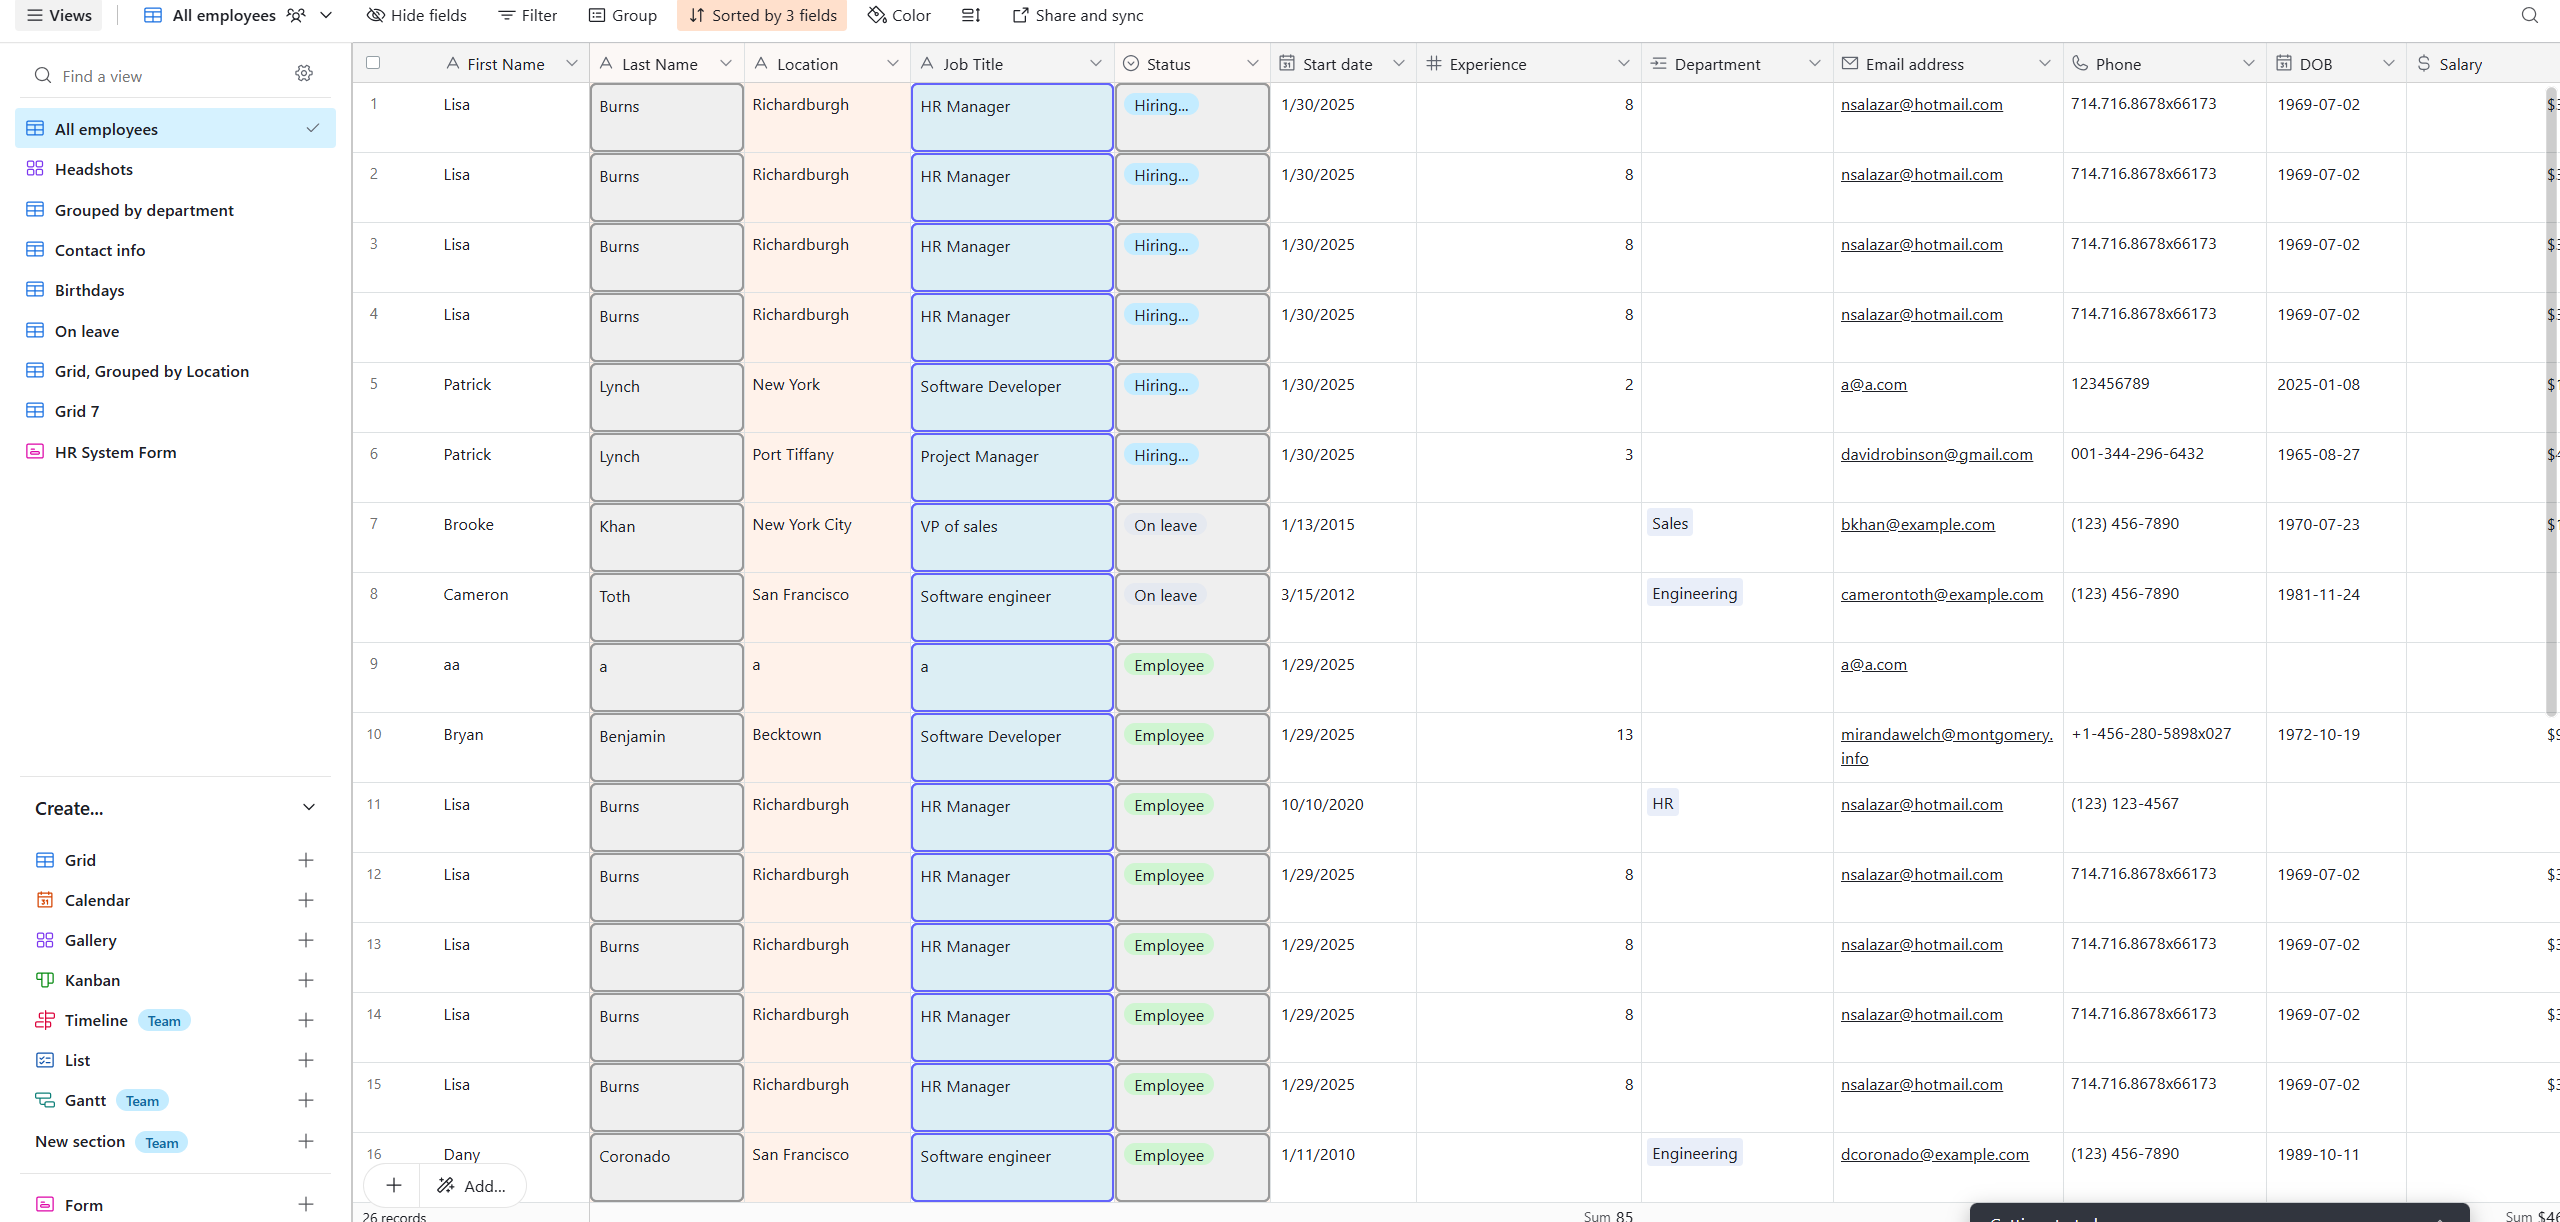 Views
All employees
Hide fields
Filter
Group
Sorted by 3 fields
Color
Share and sync
Find a view
All employees
Headshots
Grouped by department
Contact info
Birthdays
On leave
Grid, Grouped by Location
Grid 7
HR System Form
Create...
Grid
Calendar
Gallery
Kanban
Timeline Team
List
Gantt Team
New section Team
Form
First Name Last Name Location Job Title Status Start date Experience Department Email address Phone DOB Salary
1 Lisa Burns Richardburgh HR Manager Hiring... 1/30/2025 8 nsalazar@hotmail.com 714.716.8678x66173 1969-07-02
2 Lisa Burns Richardburgh HR Manager Hiring... 1/30/2025 8 nsalazar@hotmail.com 714.716.8678x66173 1969-07-02
3 Lisa Burns Richardburgh HR Manager Hiring... 1/30/2025 8 nsalazar@hotmail.com 714.716.8678x66173 1969-07-02
4 Lisa Burns Richardburgh HR Manager Hiring... 1/30/2025 8 nsalazar@hotmail.com 714.716.8678x66173 1969-07-02
5 Patrick Lynch New York Software Developer Hiring... 1/30/2025 2 a@a.com 123456789 2025-01-08
6 Patrick Lynch Port Tiffany Project Manager Hiring... 1/30/2025 3 davidrobinson@gmail.com 001-344-296-6432 1965-08-27
7 Brooke Khan New York City VP of sales On leave 1/13/2015 Sales bkhan@example.com (123) 456-7890 1970-07-23
8 Cameron Toth San Francisco Software engineer On leave 3/15/2012 Engineering camerontoth@example.com (123) 456-7890 1981-11-24
9 aa a a a Employee 1/29/2025 a@a.com
10 Bryan Benjamin Becktown Software Developer Employee 1/29/2025 13 mirandawelch@montgomery. +1-456-280-5898x027 1972-10-19
info
11 Lisa Burns Richardburgh HR Manager Employee 10/10/2020 HR nsalazar@hotmail.com (123) 123-4567
12 Lisa Burns Richardburgh HR Manager Employee 1/29/2025 8 nsalazar@hotmail.com 714.716.8678x66173 1969-07-02
13 Lisa Burns Richardburgh HR Manager Employee 1/29/2025 8 nsalazar@hotmail.com 714.716.8678x66173 1969-07-02
14 Lisa Burns Richardburgh HR Manager Employee 1/29/2025 8 nsalazar@hotmail.com 714.716.8678x66173 1969-07-02
15 Lisa Burns Richardburgh HR Manager Employee 1/29/2025 8 nsalazar@hotmail.com 714.716.8678x66173 1969-07-02
16 Dany Coronado San Francisco Software engineer Employee 1/11/2010 Engineering dcoronado@example.com (123) 456-7890 1989-10-11
Add...
26 records Sum 85 Sum